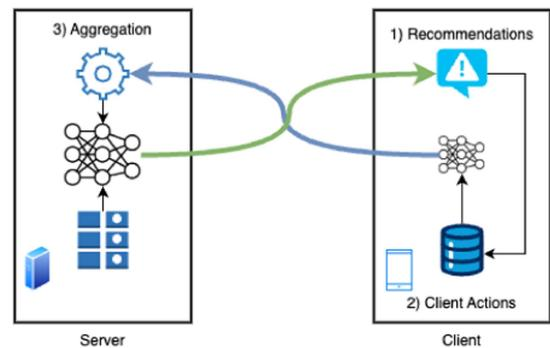 3) Aggregation
1) Recommendations
2) Client Actions
Server
Client